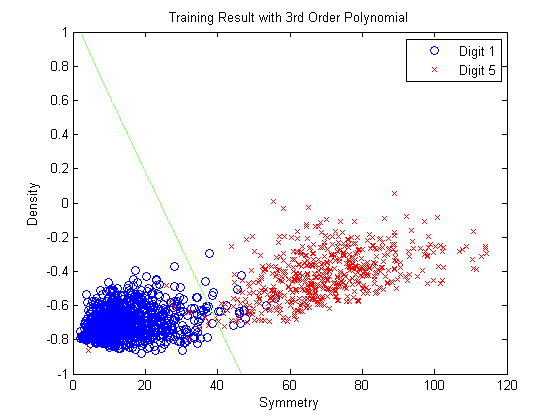 Training Result with 3rd Order Polynomial
Digit 1
Digit 5
Density
1
0.8
0.6
0.4
0.2
0
-0.2
-0.4
-0.6
-0.8
-1
0 20 40 60 80 100 120
Symmetry